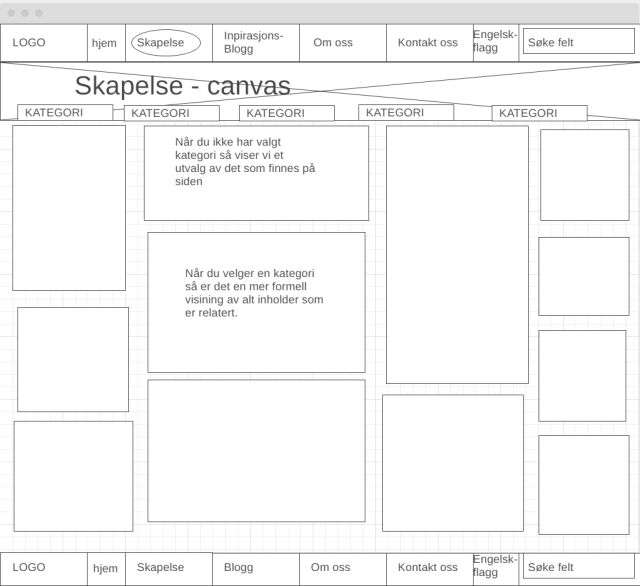 LOGO
hjem
Skapelse
Inpirasjons-
Blogg
Om oss
Kontakt oss
Engelsk-
flagg
Søke felt
Skapelse - canvas
KATEGORI
KATEGORI
KATEGORI
KATEGORI
KATEGORI
Når du ikke har valgt
kategori så viser vi et
utvalg av det som finnes på
siden
Når du velger en kategori
så er det en mer formell
visining av alt inholder som
er relatert.
LOGO
hjem
Skapelse
Blogg
Om oss
Kontakt oss
Engelsk-
flagg
Søke felt